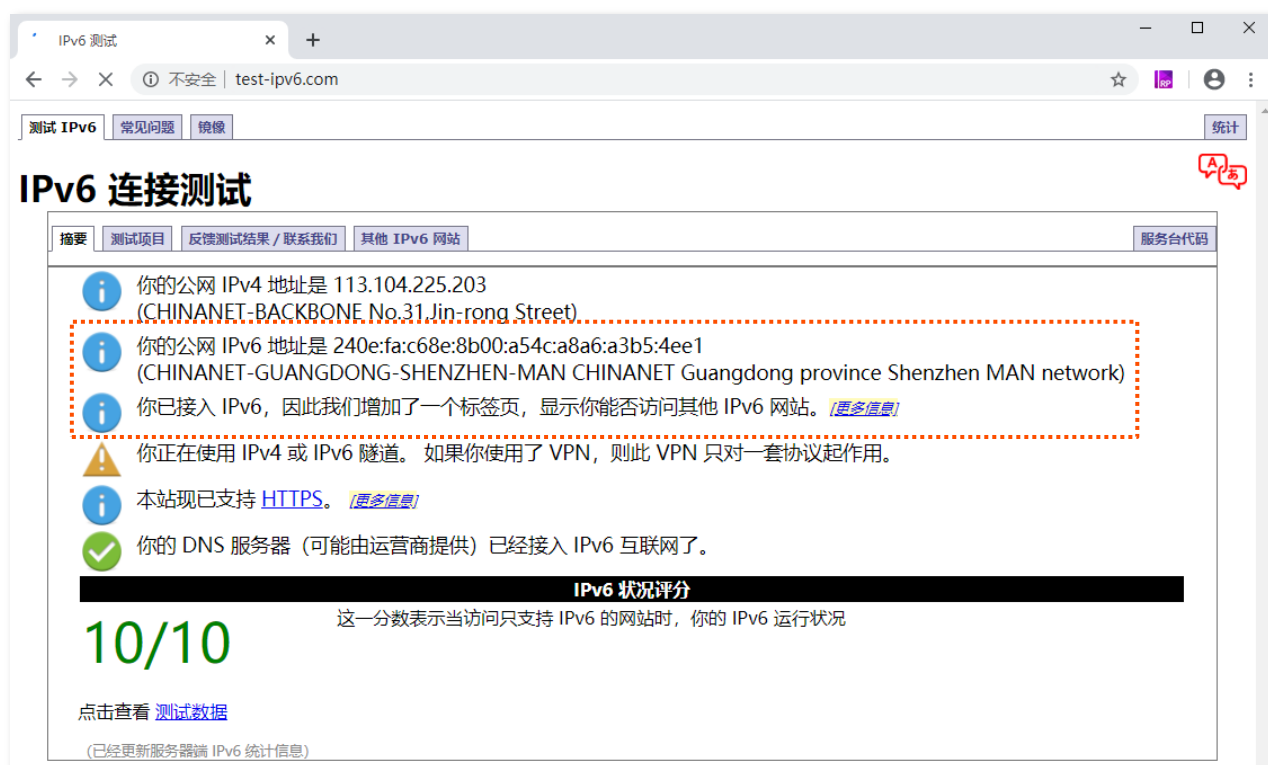 IPv6 测试
不安全 | test-ipv6.com
RP
测试 IPv6 常见问题 镜像 统计
A あ
IPv6 连接测试
摘要 测试项目 反馈测试结果 / 联系我们 其他 IPv6 网站 服务台代码
你的公网 IPv4 地址是 113.104.225.203
(CHINANET-BACKBONE No.31,Jin-rong Street)
你的公网 IPv6 地址是 240e:fa:c68e:8b00:a54c:a8a6:a3b5:4ee1
(CHINANET-GUANGDONG-SHENZHEN-MAN CHINANET Guangdong province Shenzhen MAN network)
你已接入 IPv6，因此我们增加了一个标签页，显示你能否访问其他 IPv6 网站。 [更多信息]
你正在使用 IPv4 或 IPv6 隧道。 如果你使用了 VPN，则此 VPN 只对一套协议起作用。
本站现已支持 HTTPS。 [更多信息]
你的 DNS 服务器（可能由运营商提供）已经接入 IPv6 互联网了。
IPv6 状况评分
10/10 这一分数表示当访问只支持 IPv6 的网站时，你的 IPv6 运行状况
点击查看 测试数据
(已经更新服务器端 IPv6 统计信息)